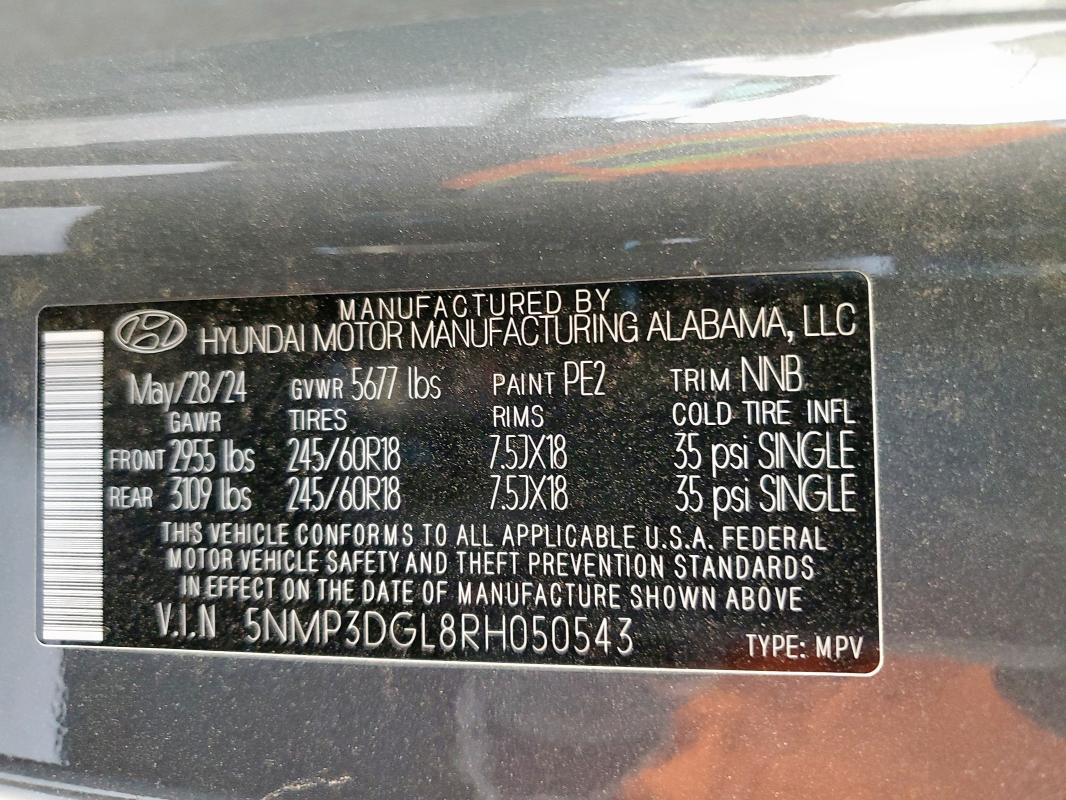 MANUFACTURED BY
HYUNDAI MOTOR MANUFACTURING ALABAMA, LLC
May/28/24 GVWR 5677 lbs PAINT PE2 TRIM NNB
GAWR TIRES RIMS COLD TIRE INFL
FRONT 2955 lbs 245/60R18 7.5JX18 35 psi SINGLE
REAR 3109 lbs 245/60R18 7.5JX18 35 psi SINGLE
THIS VEHICLE CONFORMS TO ALL APPLICABLE U.S.A. FEDERAL
MOTOR VEHICLE SAFETY AND THEFT PREVENTION STANDARDS
IN EFFECT ON THE DATE OF MANUFACTURE SHOWN ABOVE
V.I.N 5NMP3DGL8RH050543 TYPE: MPV